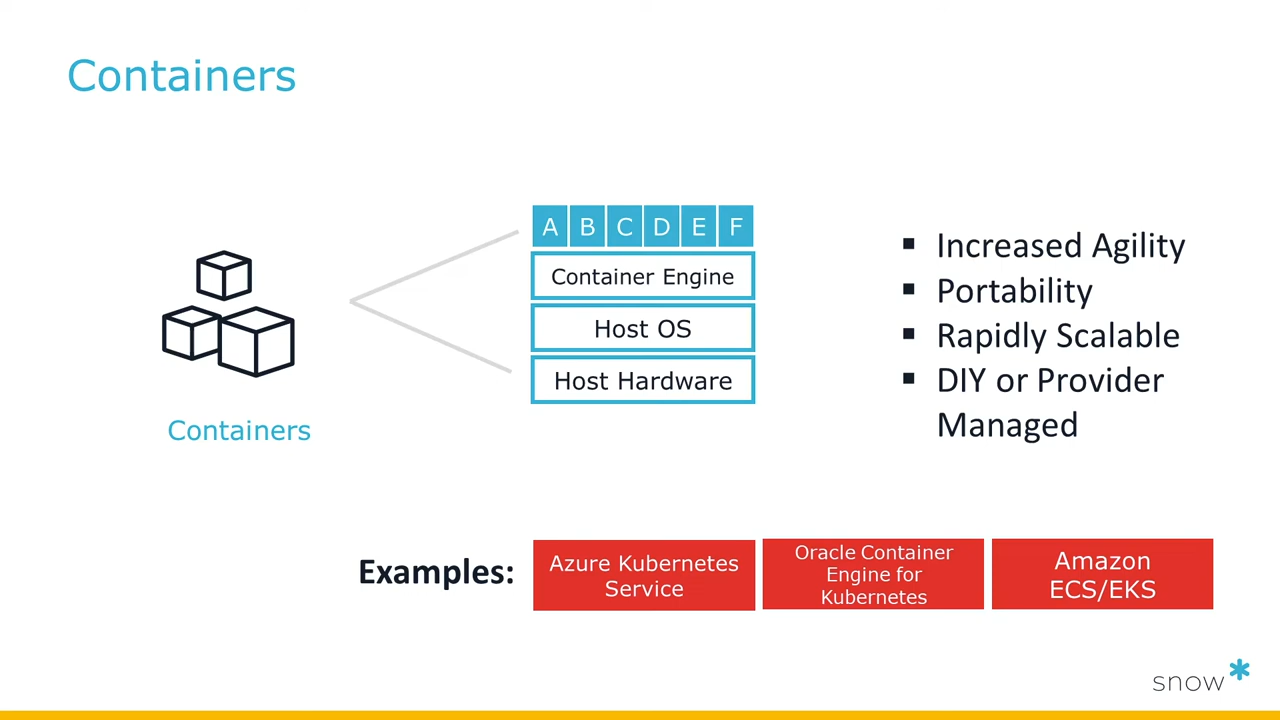 Containers
A B C D E F
Container Engine
Host OS
Host Hardware
Containers
▪ Increased Agility
▪ Portability
▪ Rapidly Scalable
▪ DIY or Provider
Managed
Examples:
Azure Kubernetes
Service
Oracle Container
Engine for
Kubernetes
Amazon
ECS/EKS
snow